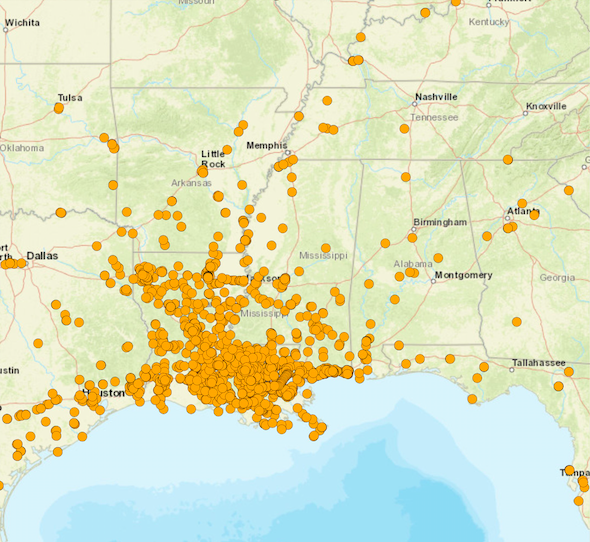 Missouri
Wichita
Kentucky
Tulsa
Nashville
Tennessee
Knoxville
Oklahoma
Memphis
Little
Rock
Arkansas
Atlanta
Birmingham
Dallas
Mississippi
Alabama
Georgia
Jackson
Montgomery
Mississippi
Tallahassee
Houston
Tampa